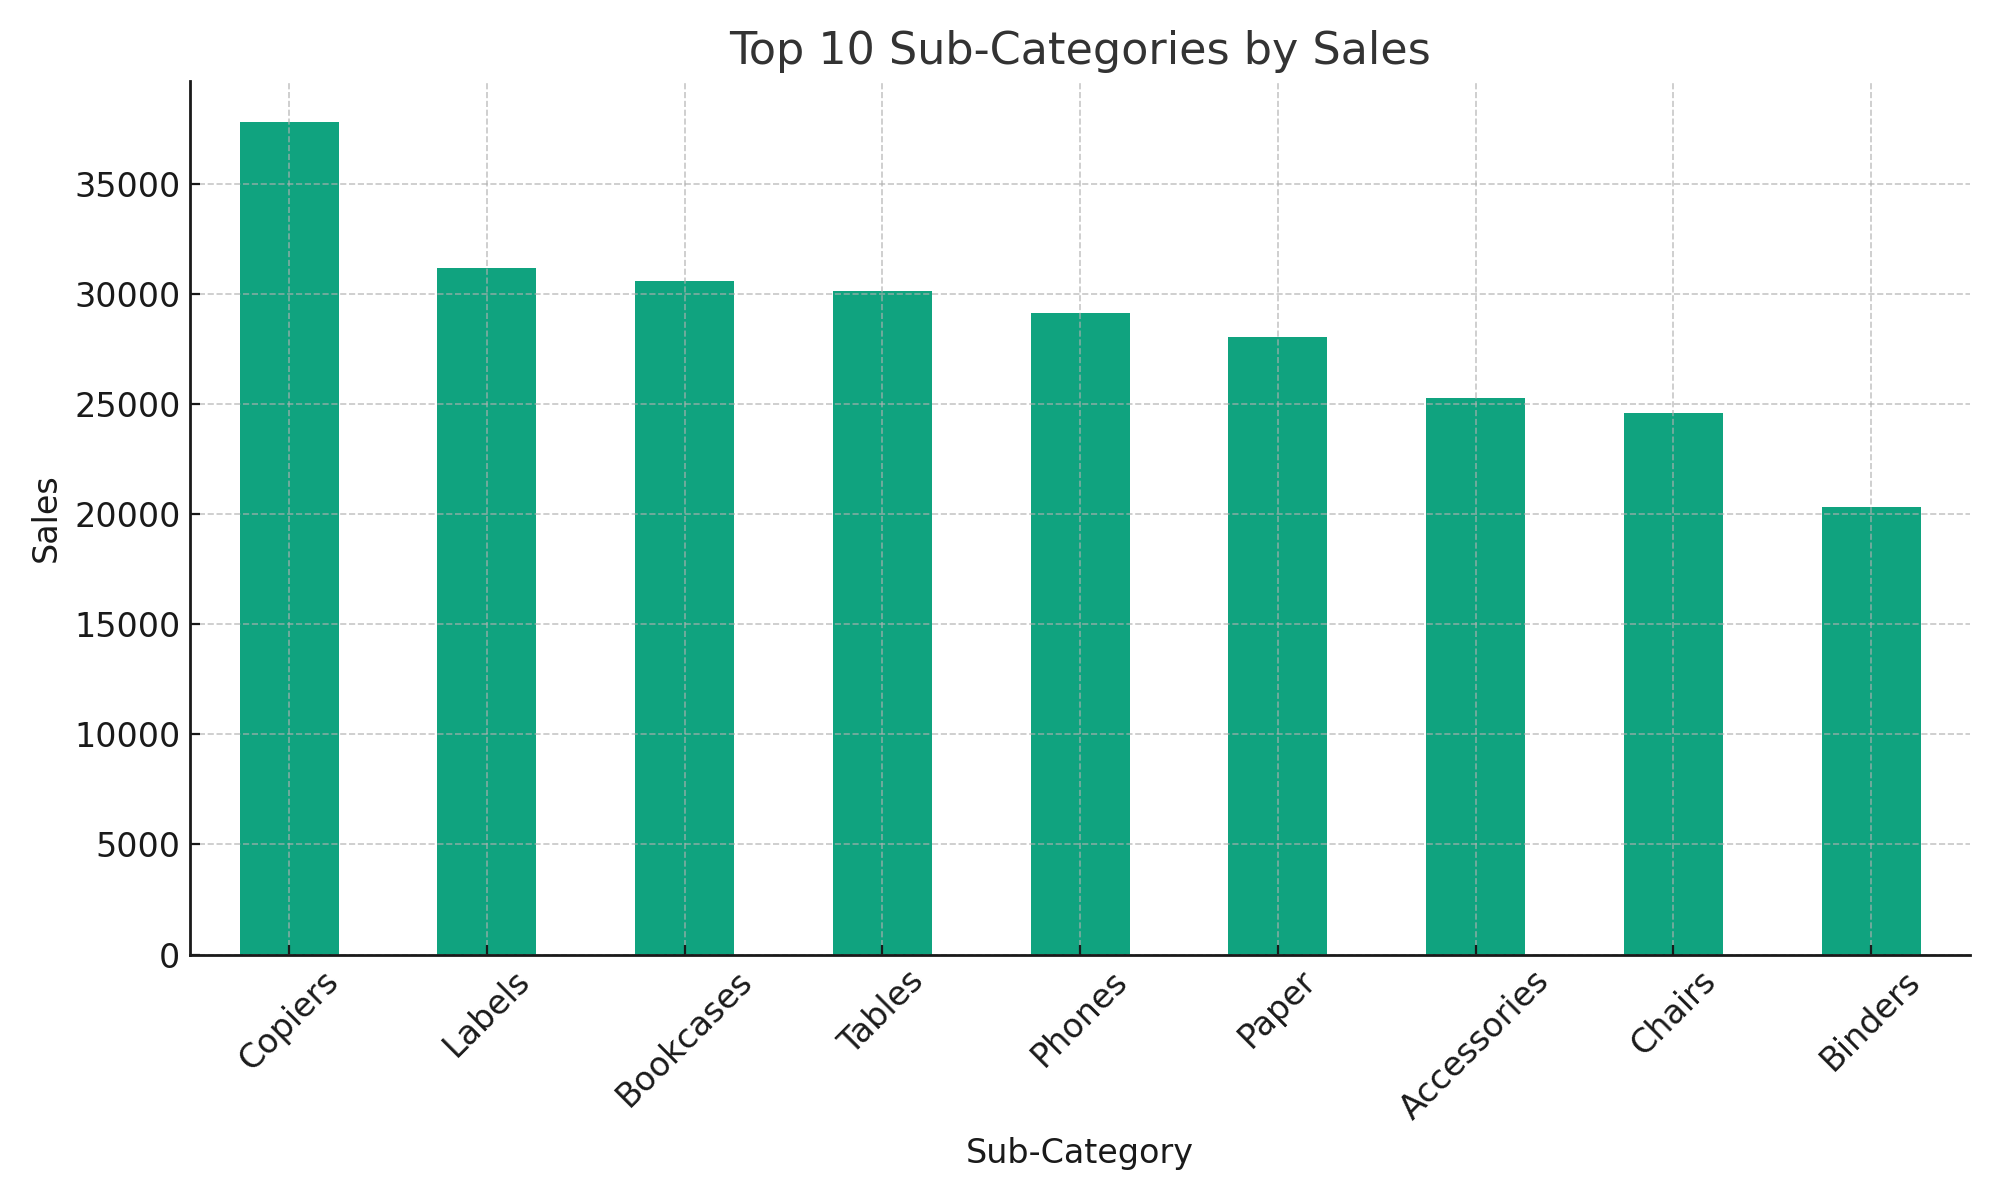 Top 10 Sub-Categories by Sales
35000
30000
25000
20000
15000
10000
5000
0
Sales
Copiers
Labels
Bookcases
Tables
Phones
Paper
Accessories
Chairs
Binders
Sub-Category